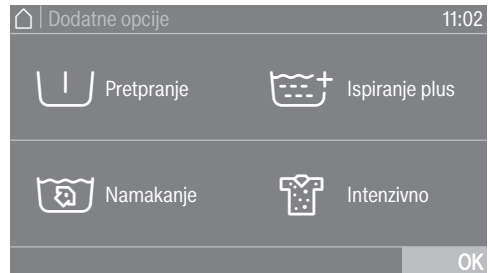 Dodatne opcije 11:02
Pretpranje Ispiranje plus
Namakanje Intenzivno
OK